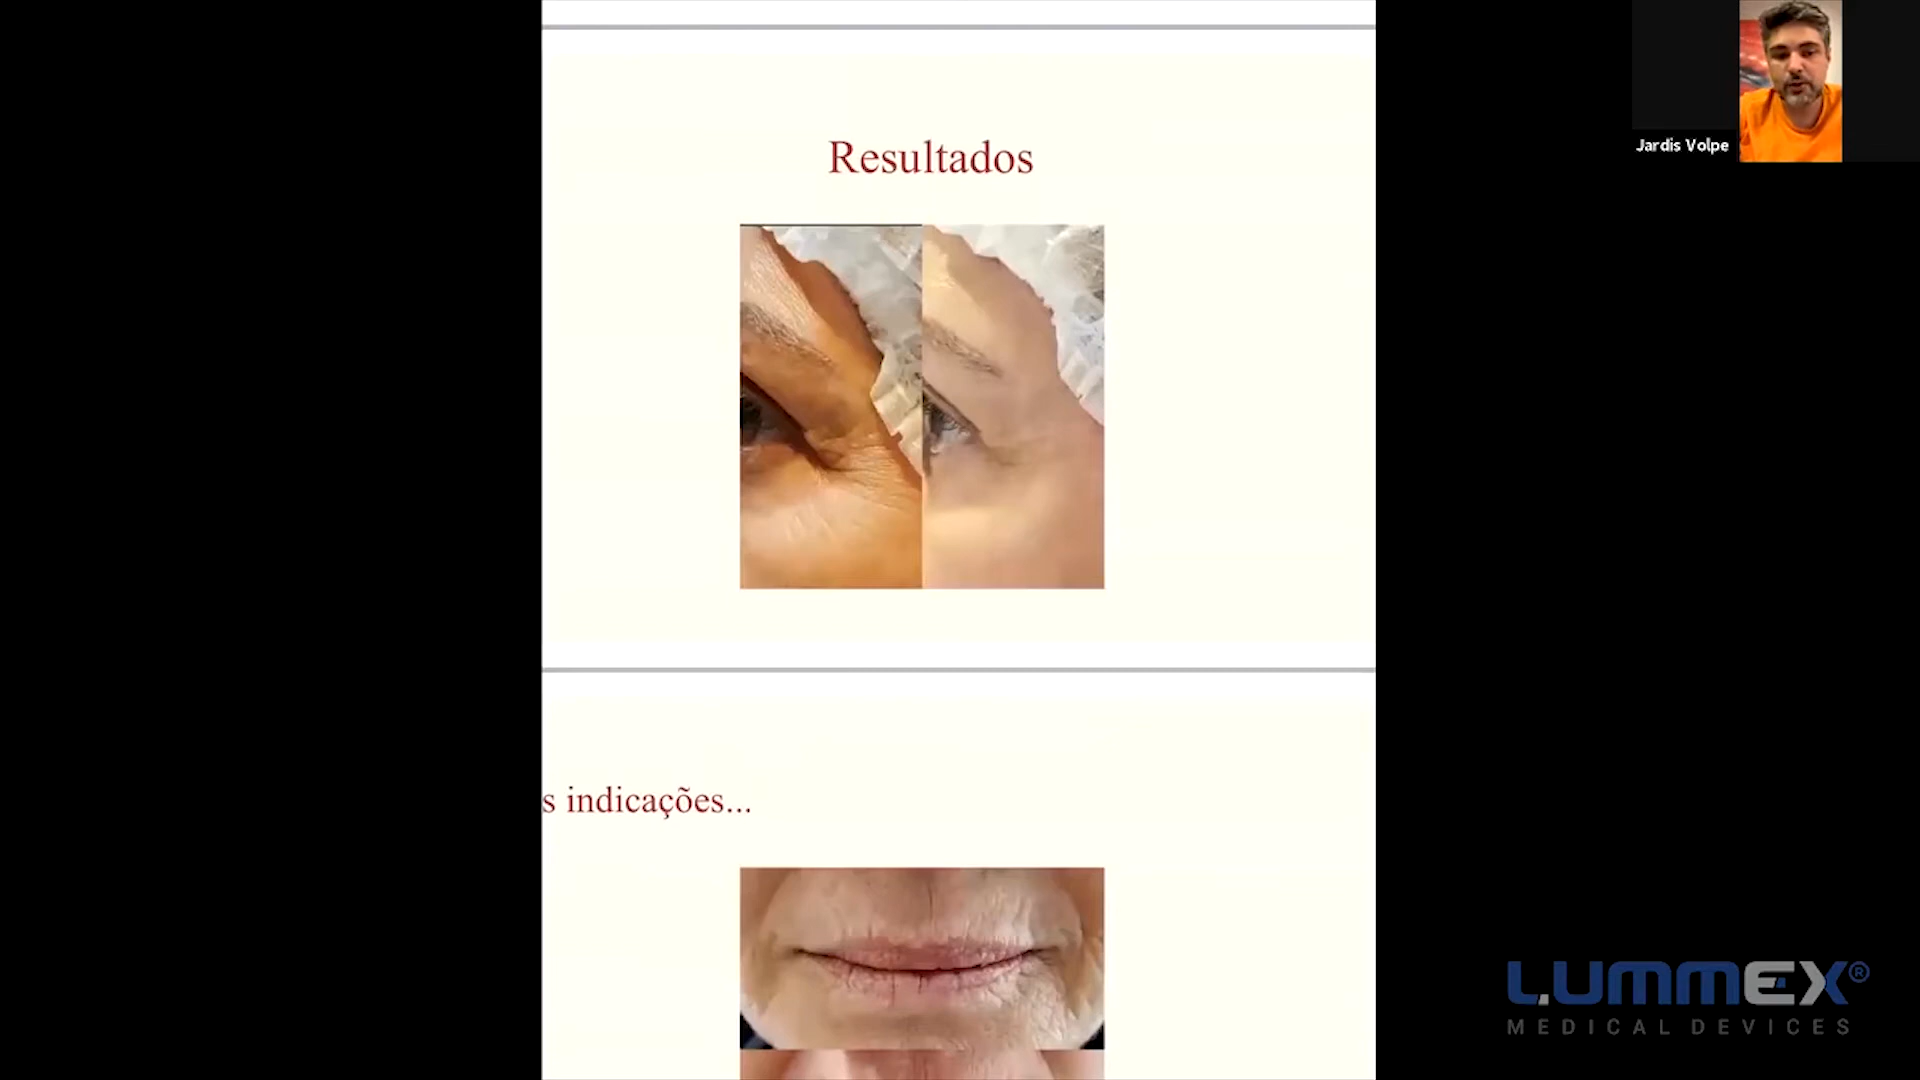 Resultados
Jardis Volpe
s indicações...
LUMMEX®
MEDICAL DEVICES